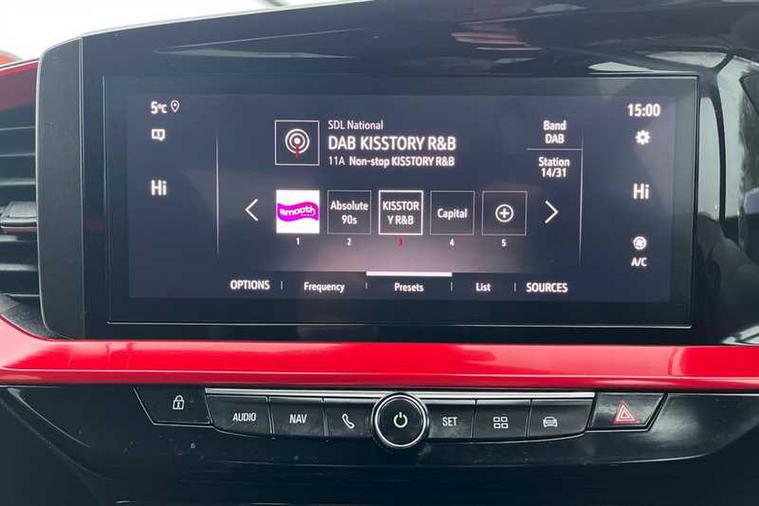 5°C
15:00
SDL National
DAB KISSTORY R&B
11A Non-stop KISSTORY R&B
Band
DAB
Station
14/31
Hi
Hi
smooth
Absolute
90s
KISSTOR
Y R&B
Capital
1
2
3
4
5
A/C
OPTIONS
Frequency
Presets
List
SOURCES
AUDIO
NAV
SET